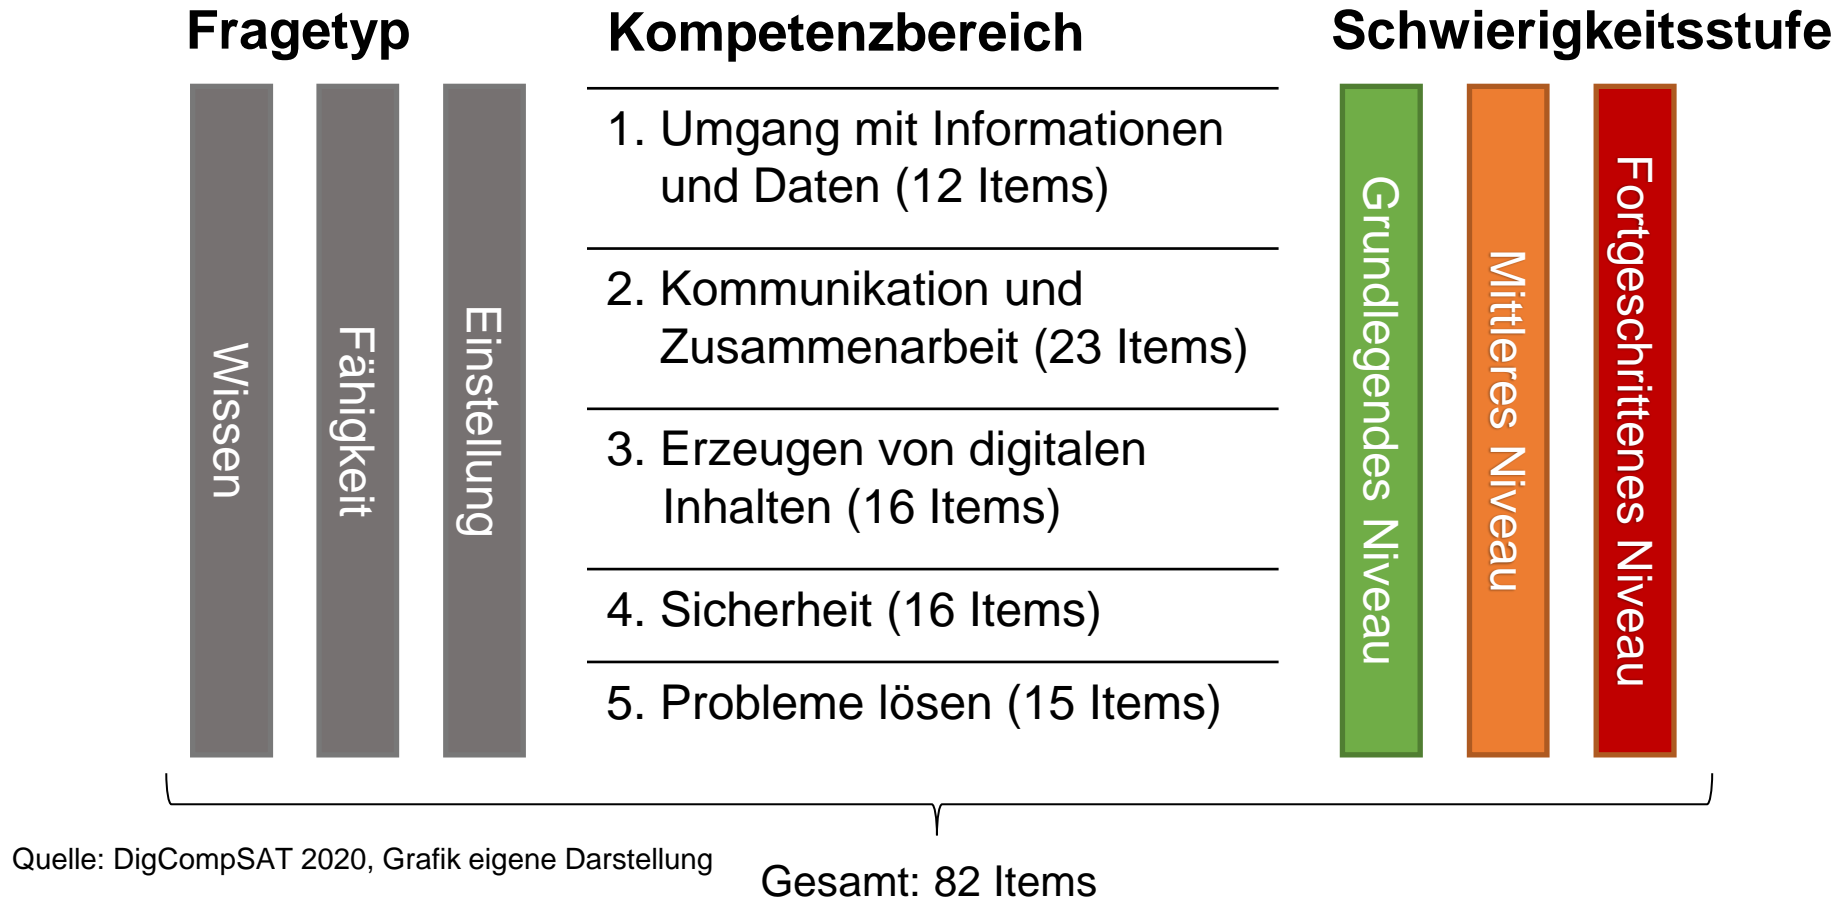 Fragetyp
Kompetenzbereich
Schwierigkeitsstufe
Wissen
Fähigkeit
Einstellung
1. Umgang mit Informationen
und Daten (12 Items)
2. Kommunikation und
Zusammenarbeit (23 Items)
3. Erzeugen von digitalen
Inhalten (16 Items)
4. Sicherheit (16 Items)
5. Probleme lösen (15 Items)
Grundlegendes Niveau
Mittleres Niveau
Fortgeschrittenes Niveau
Quelle: DigCompSAT 2020, Grafik eigene Darstellung
Gesamt: 82 Items